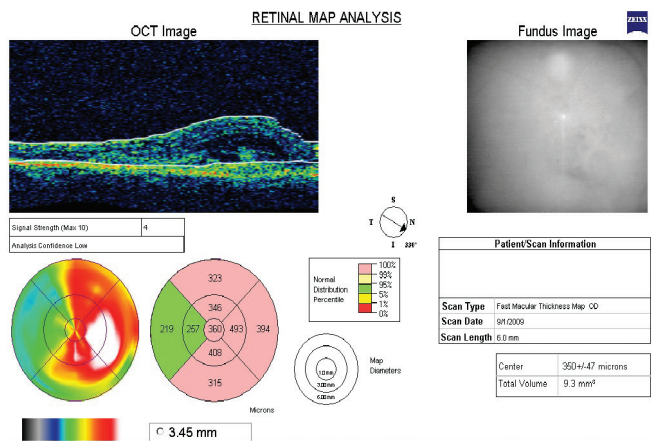 RETINAL MAP ANALYSIS
OCT Image
Fundus Image
ZEISS
Signal Strength (Max 10) 4
Analysis Confidence Low
S
T N
I 330°
Normal Distribution Percentile
100%
99%
95%
5%
1%
0%
Patient/Scan Information
Scan Type Fast Macular Thickness Map OD
Scan Date 9/1/2009
Scan Length 6.0 mm
323
346
219 267 360 493 394
408
315
Microns
1.0 mm
3.00 mm
6.00 mm
Map Diameters
Center 350+/-47 microns
Total Volume 9.3 mm³
3.45 mm